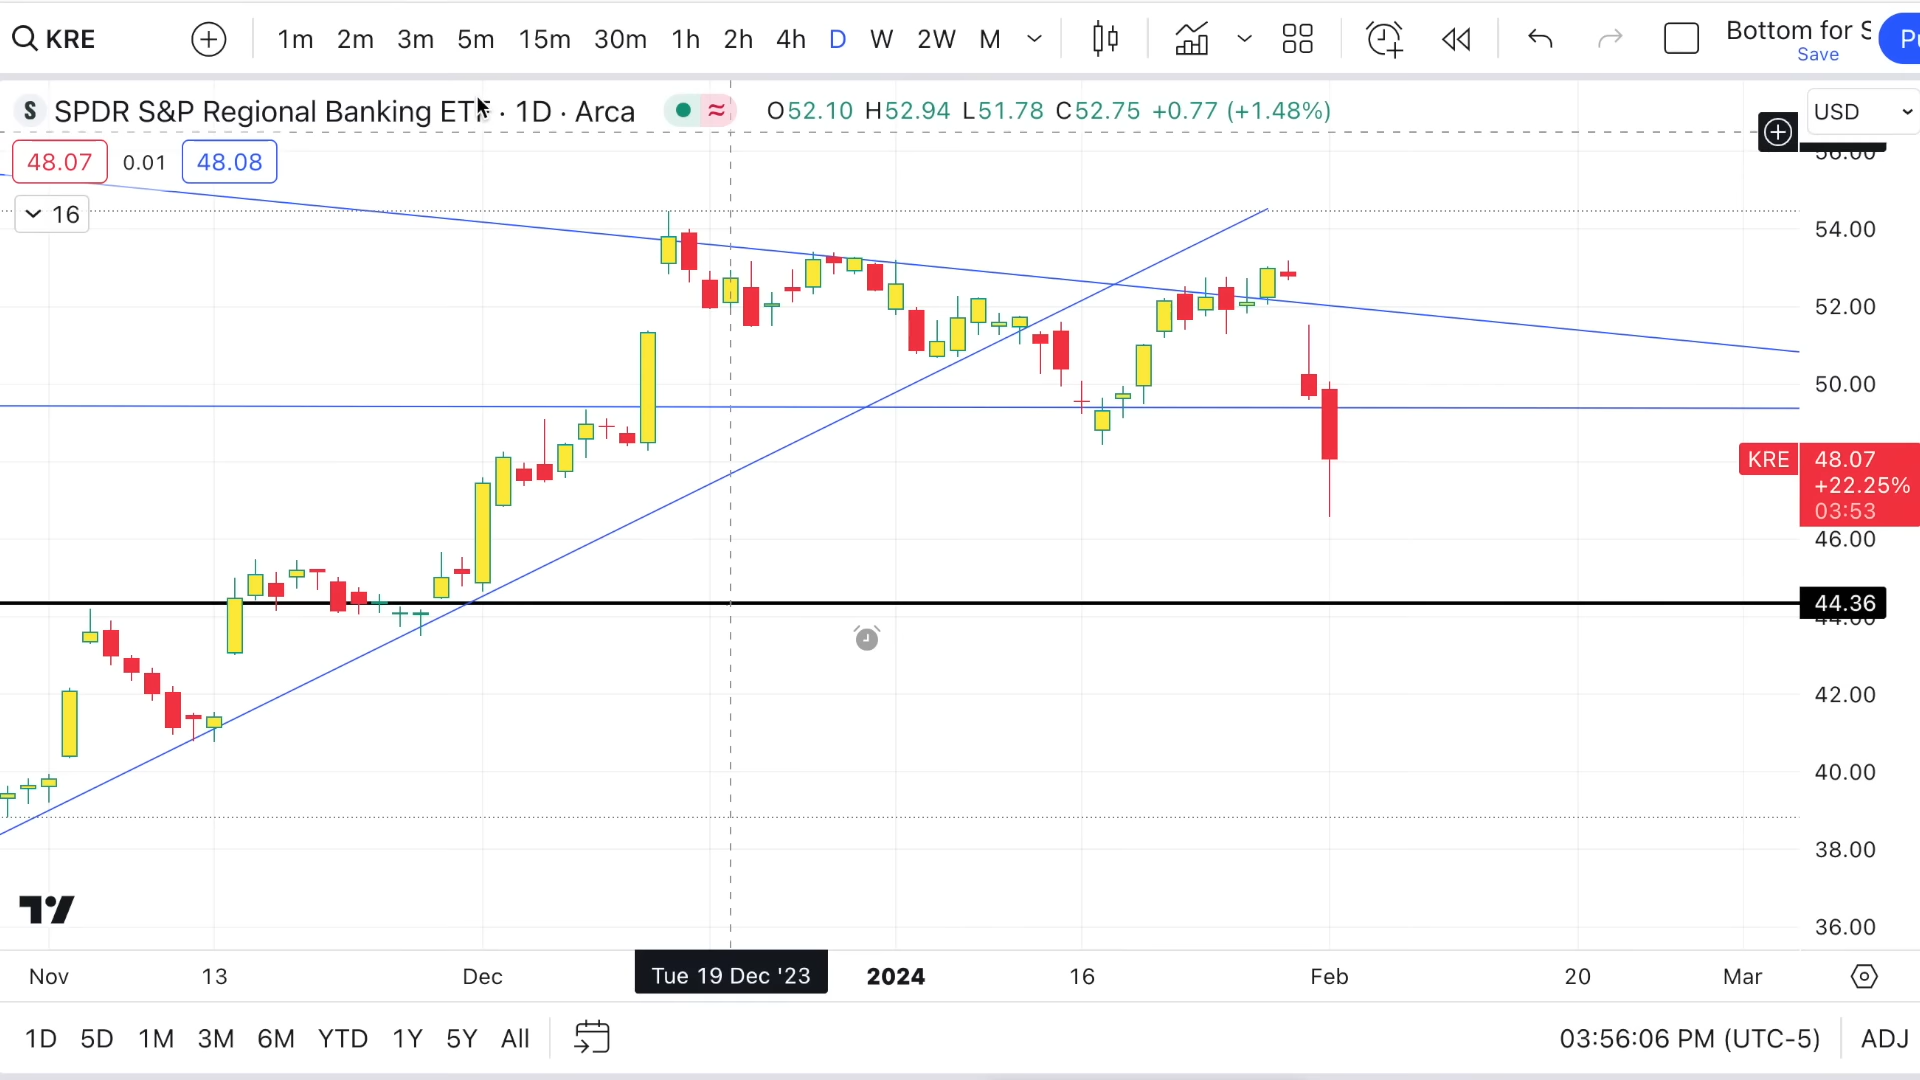 KRE 1m 2m 3m 5m 15m 30m 1h 2h 4h D W 2W M Bottom for S
Save
S SPDR S&P Regional Banking ETF · 1D · Arca ≈ O52.10 H52.94 L51.78 C52.75 +0.77 (+1.48%) USD
48.07 0.01 48.08
16
54.00
52.00
50.00
KRE 48.07
+22.25%
03:53
46.00
44.36
44.00
42.00
40.00
38.00
36.00
Nov 13 Dec Tue 19 Dec '23 2024 16 Feb 20 Mar
1D 5D 1M 3M 6M YTD 1Y 5Y All 03:56:06 PM (UTC-5) ADJ